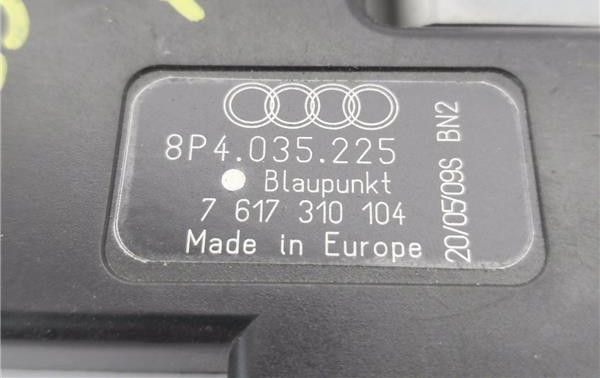 8P4.035.225
Blaupunkt
7 617 310 104
Made in Europe
20/05/09S BN2